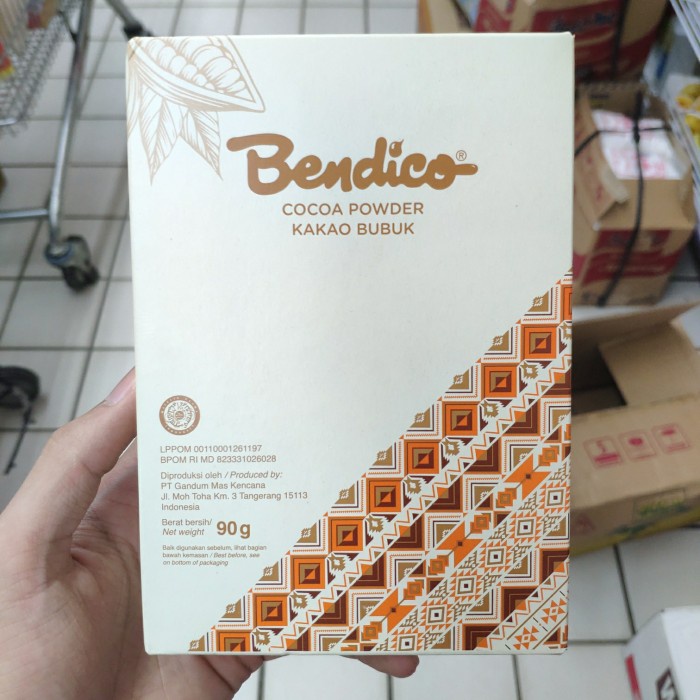 Bendico®
COCOA POWDER
KAKAO BUBUK
LPPOM 00110001261197
BPOM RI MD 823331026028
Diproduksi oleh / Produced by:
PT Gandum Mas Kencana
Jl. Moh Toha Km. 3 Tangerang 15113
Indonesia
Berat bersih/
Net weight 90 g
Baik digunakan sebelum, lihat bagian
bawah kemasan / Best before, see
on bottom of packaging